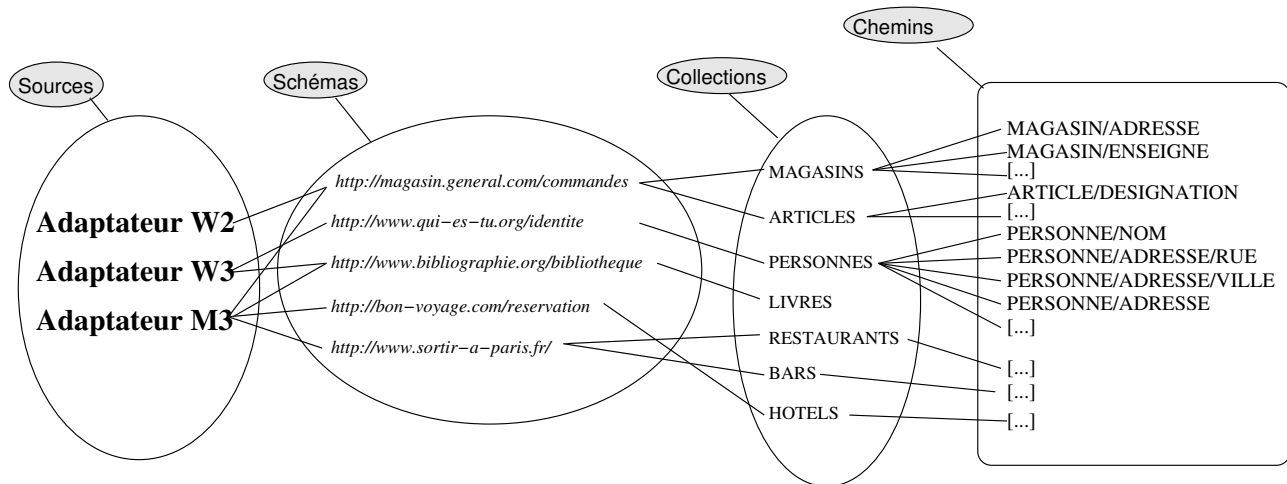 Chemins
Sources
Schémas
Collections
Adaptateur W2
Adaptateur W3
Adaptateur M3
http://magasin.general.com/commandes
http://www.qui−es−tu.org/identite
http://www.bibliographie.org/bibliotheque
http://bon−voyage.com/reservation
http://www.sortir−a−paris.fr/
MAGASINS
ARTICLES
PERSONNES
LIVRES
RESTAURANTS
BARS
HOTELS
MAGASIN/ADRESSE
MAGASIN/ENSEIGNE
[...]
ARTICLE/DESIGNATION
[...]
PERSONNE/NOM
PERSONNE/ADRESSE/RUE
PERSONNE/ADRESSE/VILLE
PERSONNE/ADRESSE
[...]
[...]
[...]
[...]